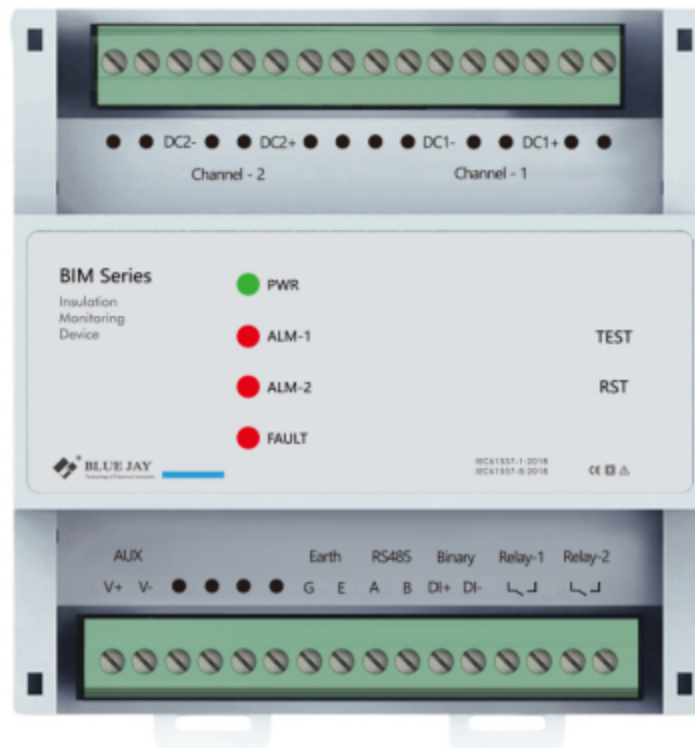 DC2- DC2+ DC1- DC1+
Channel - 2 Channel - 1
BIM Series
Insulation
Monitoring
Device
PWR
ALM-1
ALM-2
FAULT
TEST
RST
BLUE JAY
IEC61557-1:2018
IEC61557-8:2018
CE
AUX Earth RS485 Binary Relay-1 Relay-2
V+ V- G E A B DI+ DI-